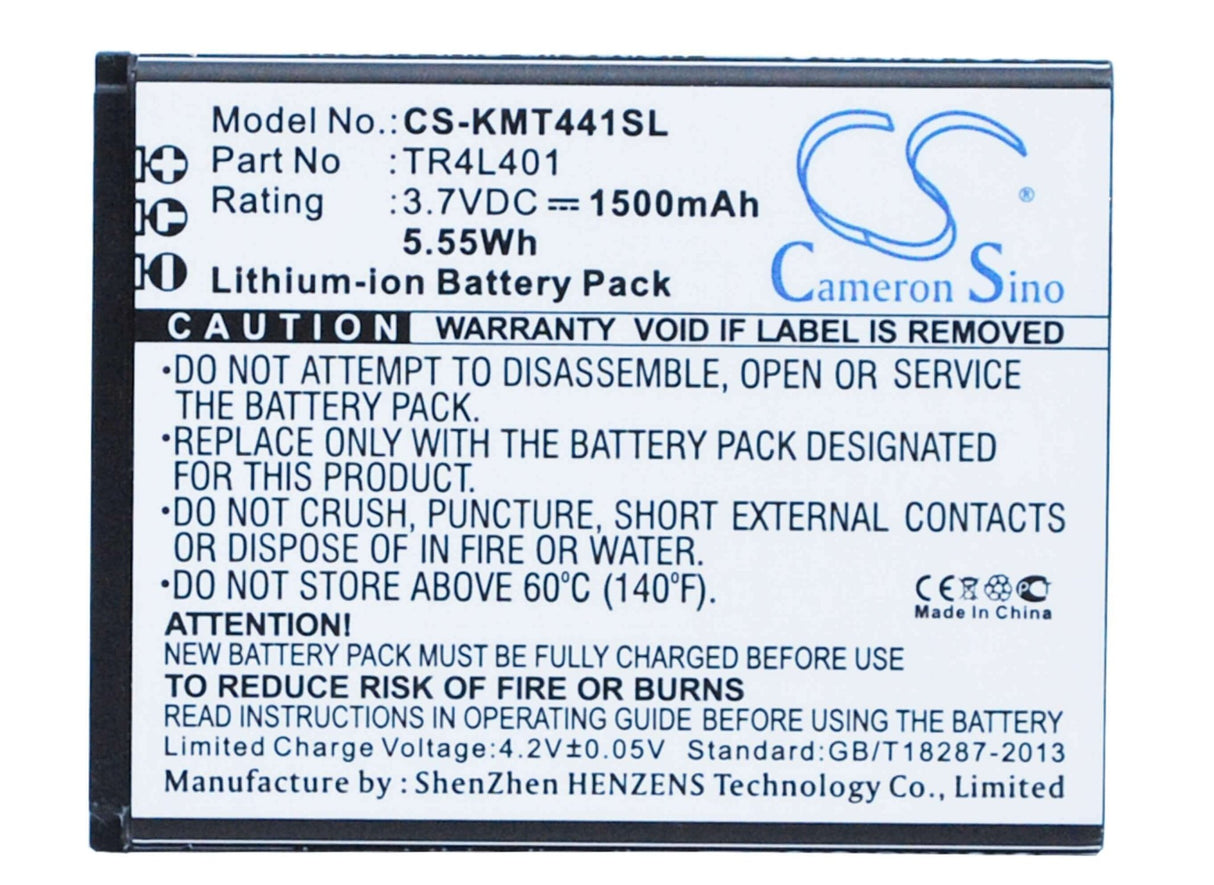 Model No.: CS-KMT441SL
Part No : TR4L401
Rating : 3.7VDC ⎓ 1500mAh
5.55Wh
Lithium-ion Battery Pack
+
C
-
CS ®
Cameron Sino
CAUTION WARRANTY VOID IF LABEL IS REMOVED
•DO NOT ATTEMPT TO DISASSEMBLE, OPEN OR SERVICE
THE BATTERY PACK.
•REPLACE ONLY WITH THE BATTERY PACK DESIGNATED
FOR THIS PRODUCT.
•DO NOT CRUSH, PUNCTURE, SHORT EXTERNAL CONTACTS
OR DISPOSE OF IN FIRE OR WATER.
•DO NOT STORE ABOVE 60°C (140°F).
CE PCT
Made In China
ATTENTION!
NEW BATTERY PACK MUST BE FULLY CHARGED BEFORE USE
TO REDUCE RISK OF FIRE OR BURNS
READ INSTRUCTIONS IN OPERATING GUIDE BEFORE USING THE BATTERY
Limited Charge Voltage:4.2V±0.05V Standard:GB/T18287-2013
Manufacture by : ShenZhen HENZENS Technology Co., Limited